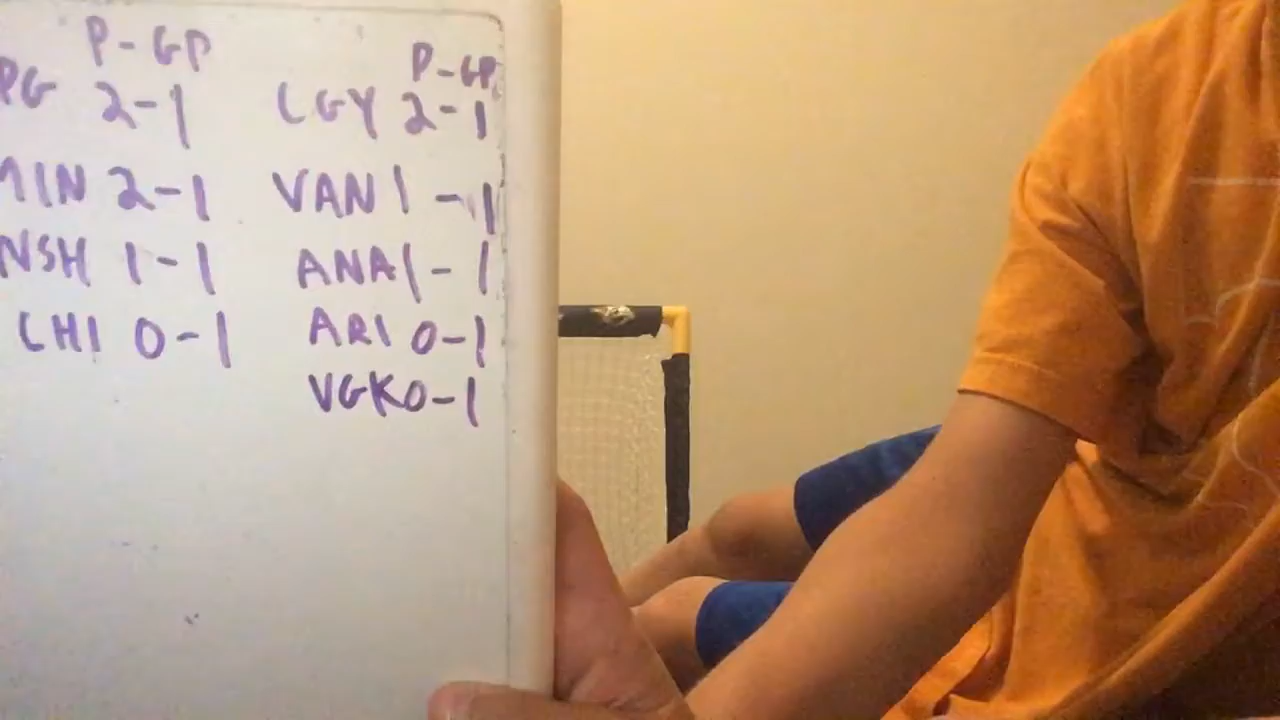 P-GP P-GP
PG 2-1 CGY 2-1
MIN 2-1 VAN 1-1
NSH 1-1 ANA 1-1
CHI 0-1 ARI 0-1
VGK 0-1